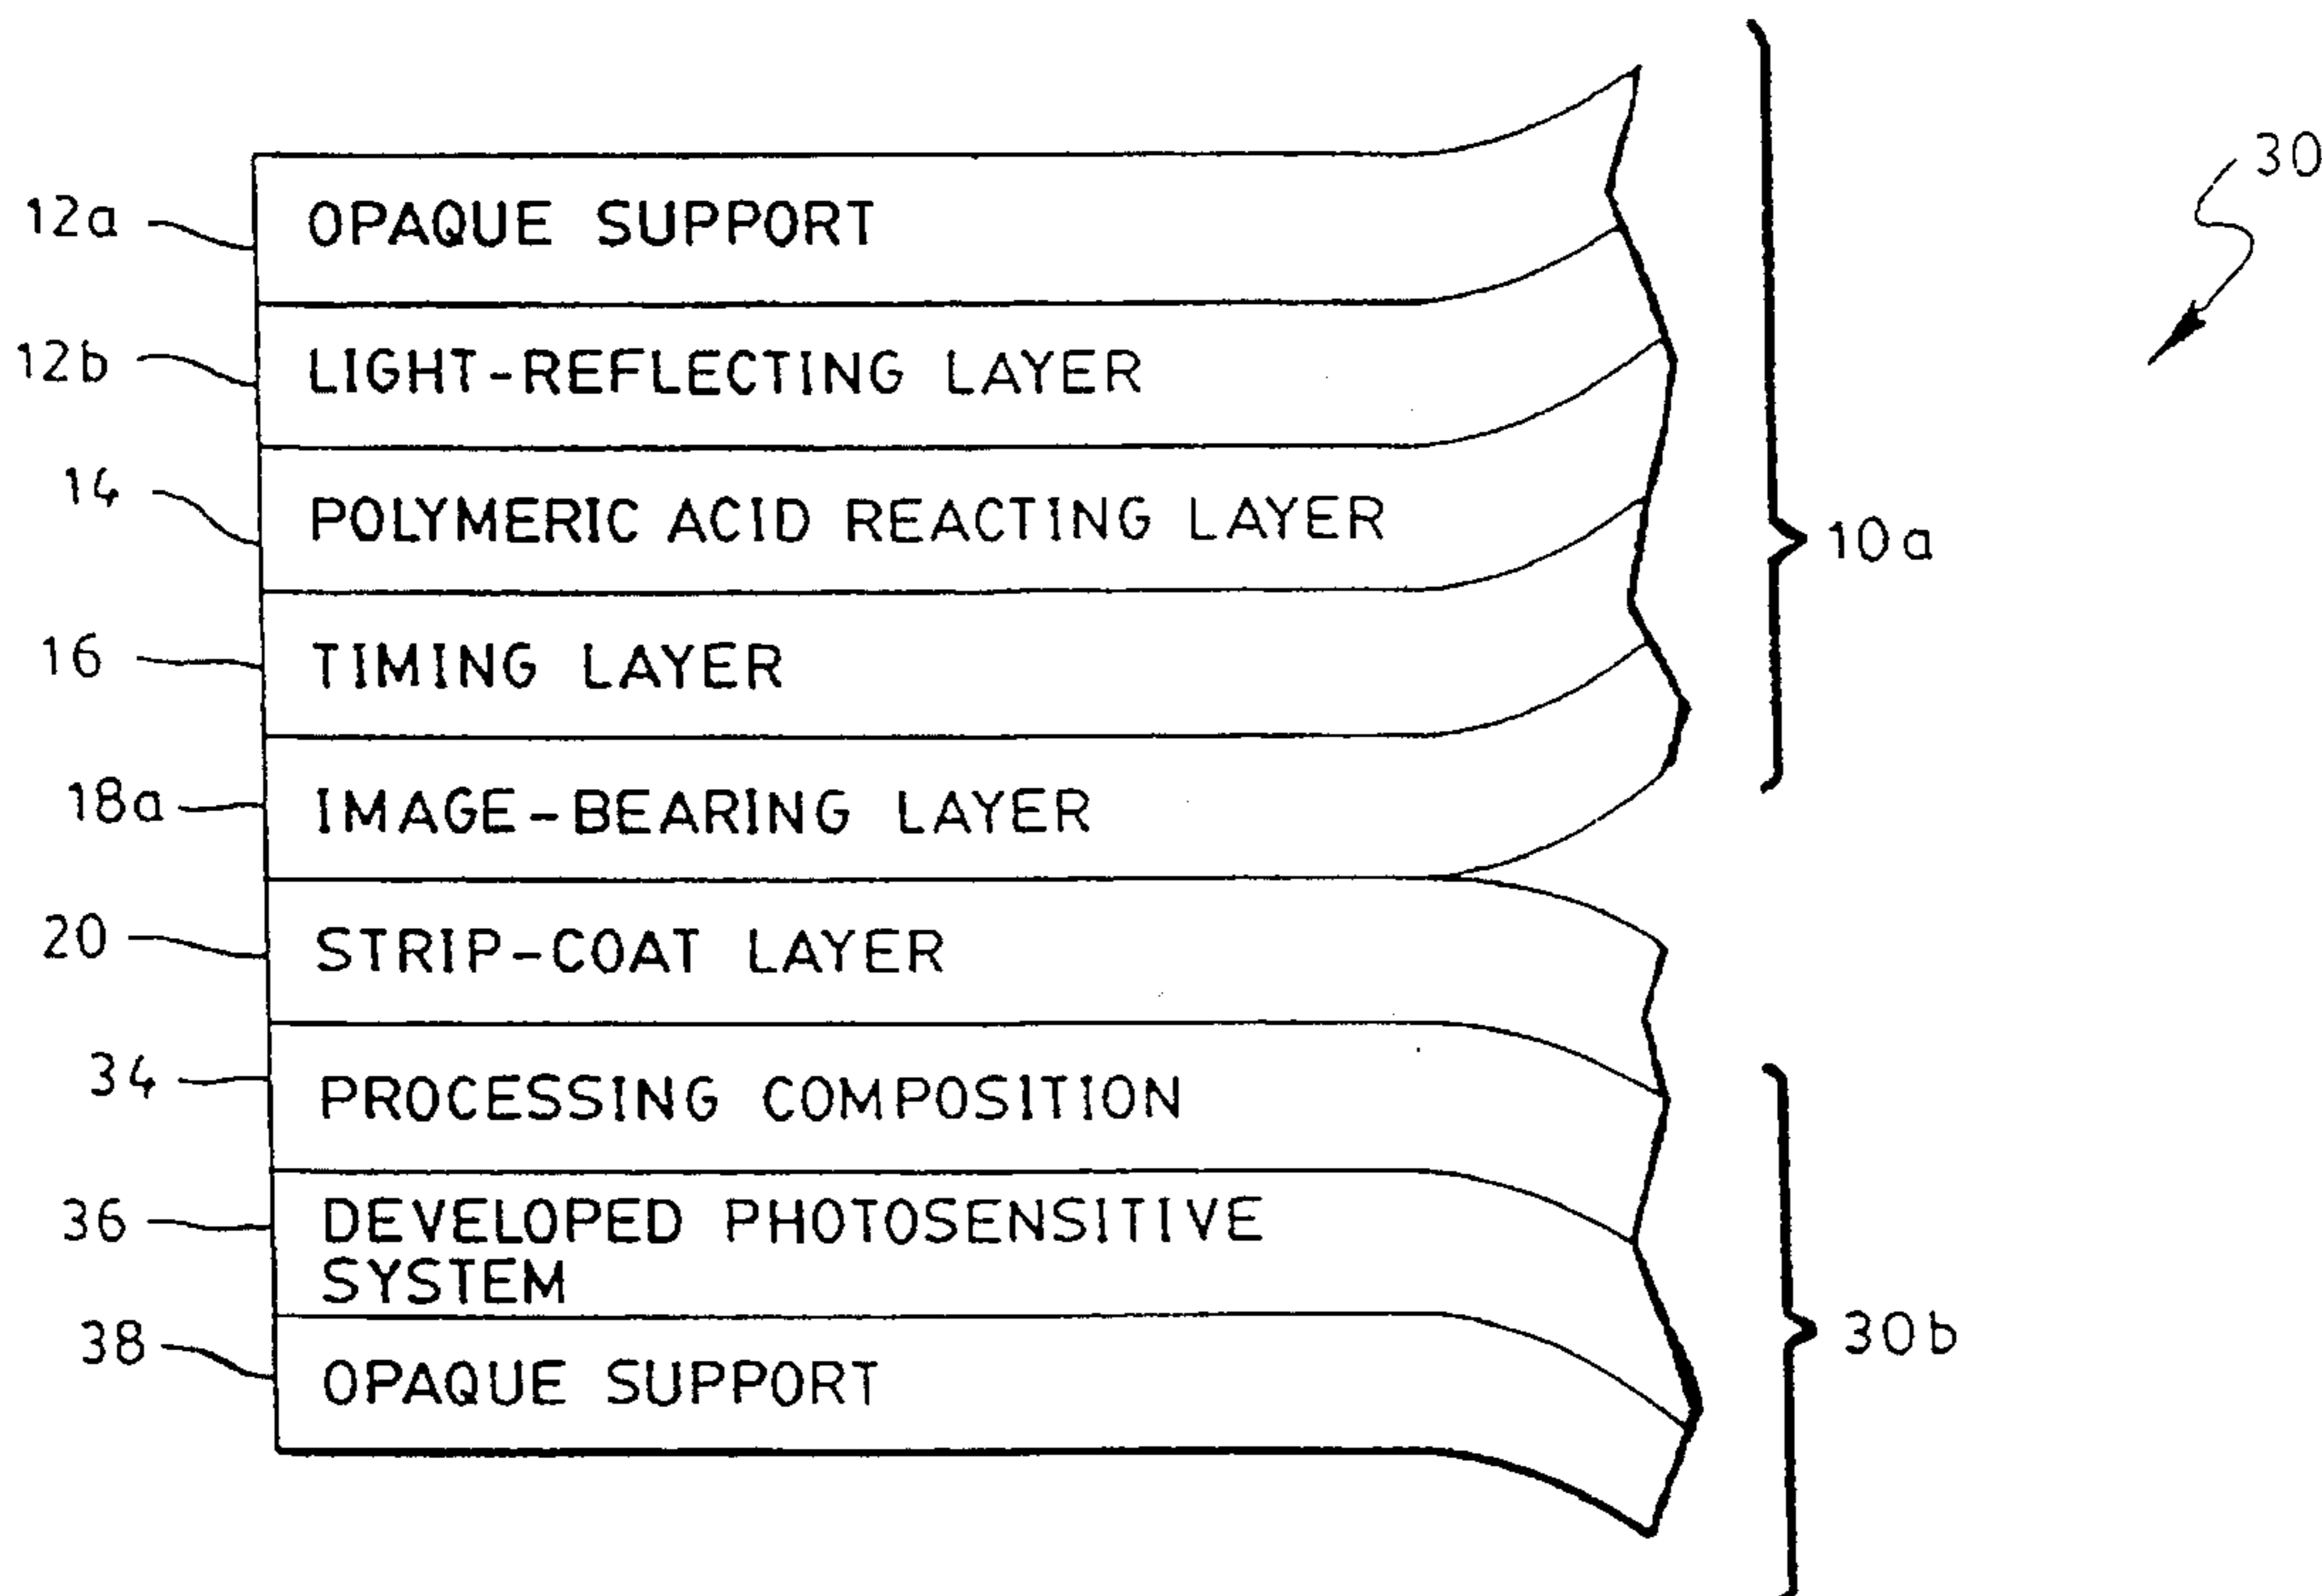 30
12a OPAQUE SUPPORT
12b LIGHT-REFLECTING LAYER
14 POLYMERIC ACID REACTING LAYER
10a
16 TIMING LAYER
18a IMAGE-BEARING LAYER
20 STRIP-COAT LAYER
34 PROCESSING COMPOSITION
36 DEVELOPED PHOTOSENSITIVE
SYSTEM
30b
38 OPAQUE SUPPORT